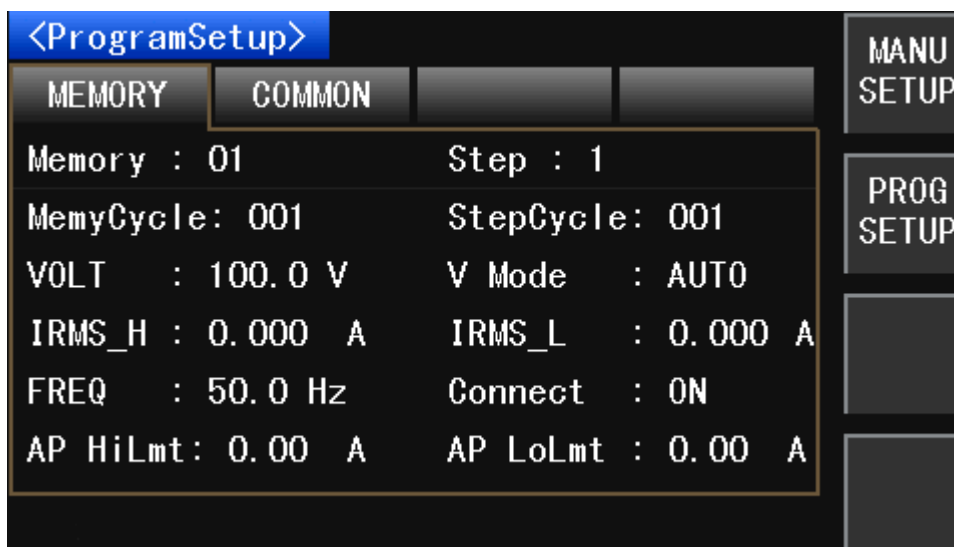 <ProgramSetup>
MEMORY COMMON
Memory : 01 Step : 1
MemyCycle: 001 StepCycle: 001
VOLT : 100.0 V V Mode : AUTO
IRMS_H : 0.000 A IRMS_L : 0.000 A
FREQ : 50.0 Hz Connect : ON
AP HiLmt: 0.00 A AP LoLmt : 0.00 A
MANU
SETUP
PROG
SETUP